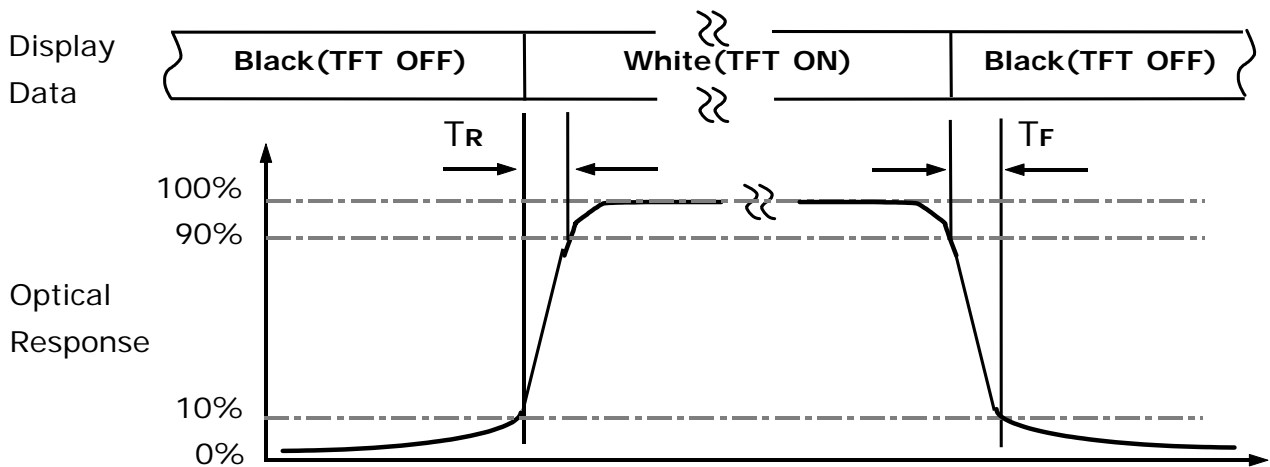 Display
Data
Black(TFT OFF)
White(TFT ON)
Black(TFT OFF)
TR
TF
100%
90%
Optical
Response
10%
0%